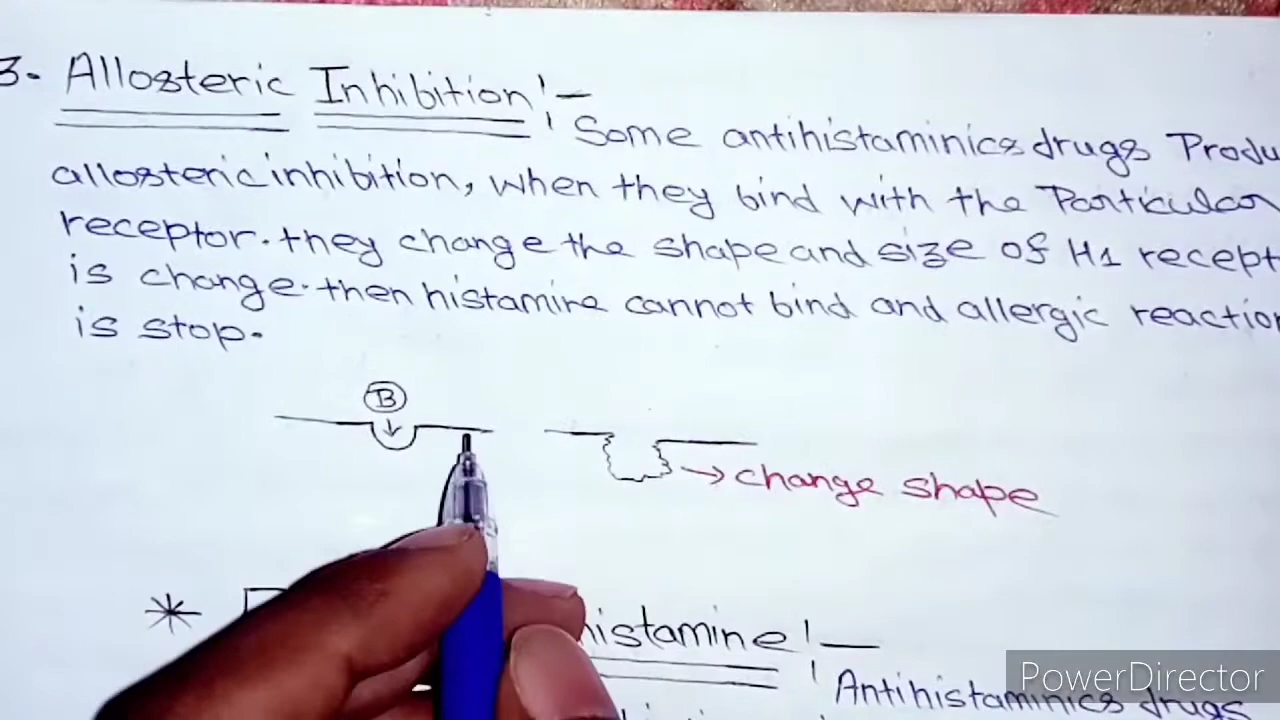 3. Allosteric Inhibition :-
Some antihistaminics drugs Produ
allosteric inhibition, when they bind with the Particular
receptor. they change the shape and size of H1 recept
is change. then histamine cannot bind and allergic reaction
is stop.
B
→ change shape
* histamine :-
Antihistaminics drugs
PowerDirector